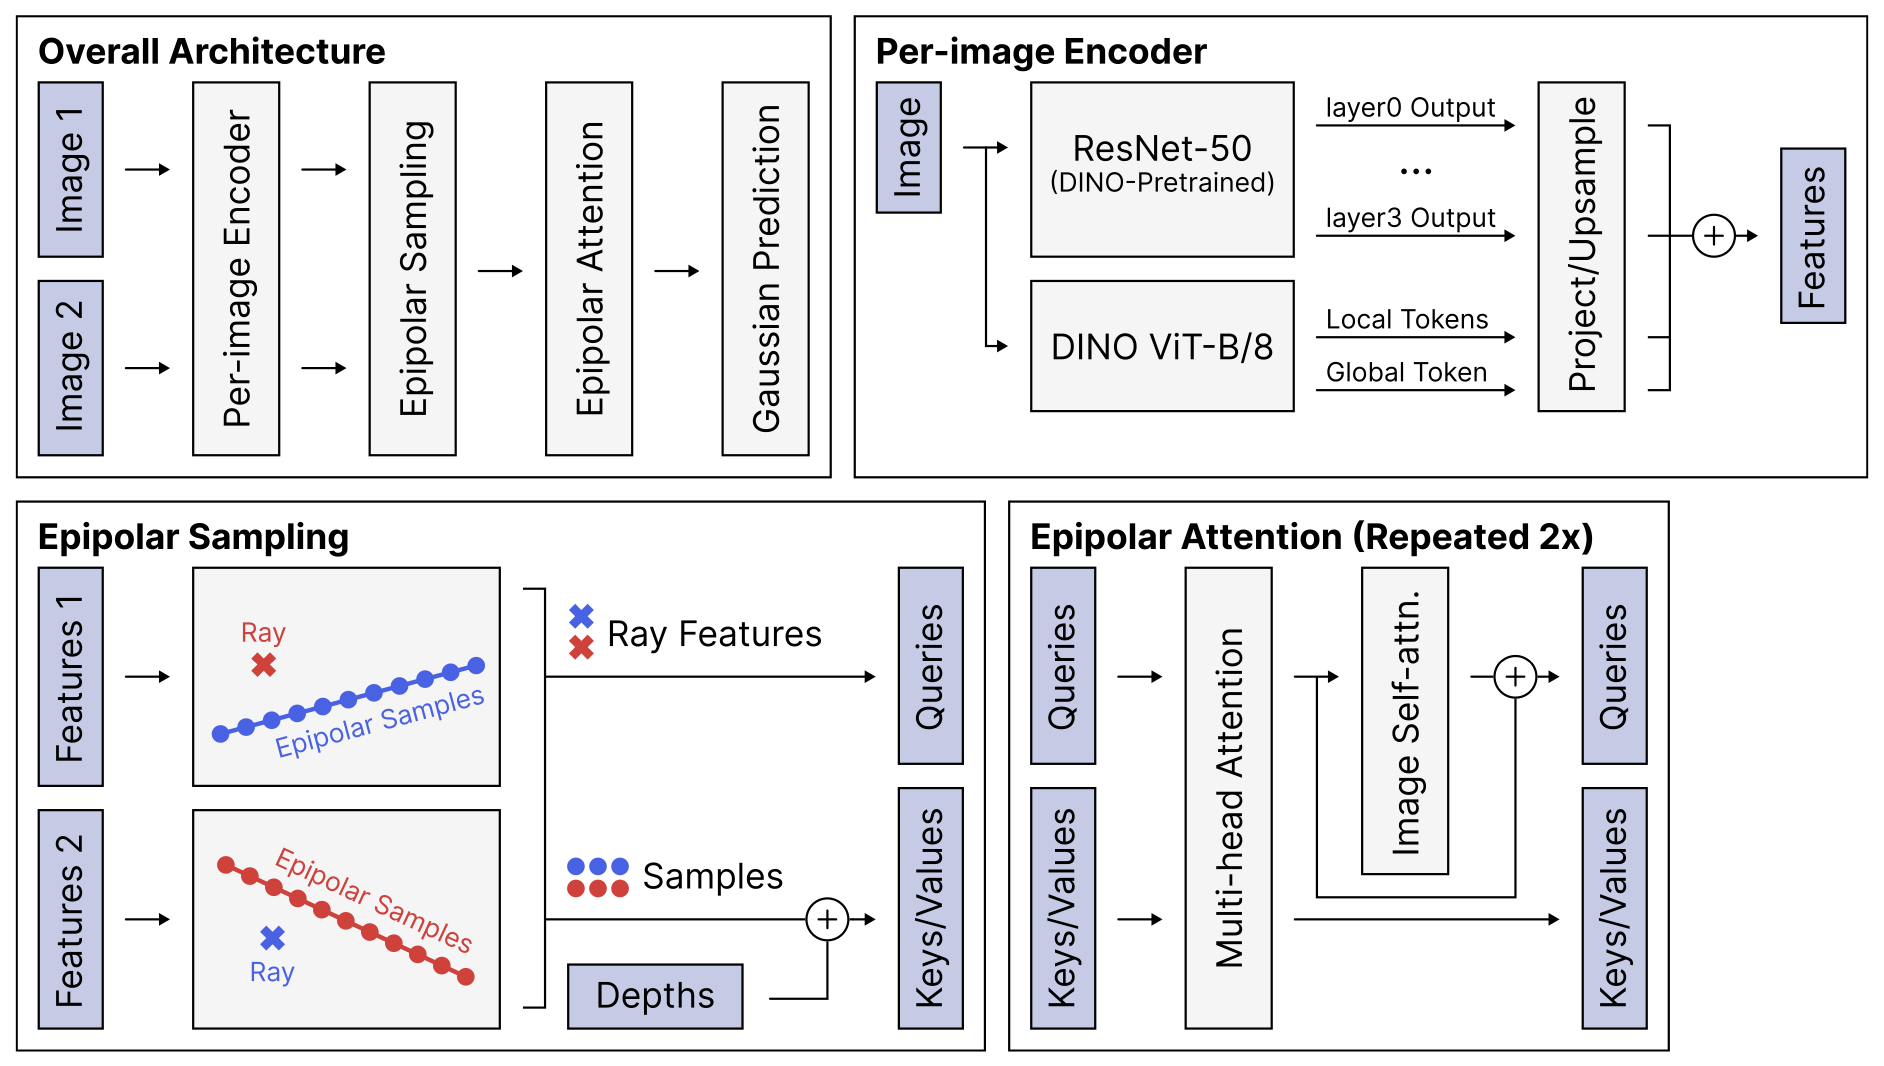 Overall Architecture
Image 1
Image 2
Per-image Encoder
Epipolar Sampling
Epipolar Attention
Gaussian Prediction
Per-image Encoder
Image
ResNet-50
(DINO-Pretrained)
DINO ViT-B/8
layer0 Output
...
layer3 Output
Local Tokens
Global Token
Project/Upsample
+
Features
Epipolar Sampling
Features 1
Features 2
Ray
Epipolar Samples
Epipolar Samples
Ray
Ray Features
Samples
+
Depths
Queries
Keys/Values
Epipolar Attention (Repeated 2x)
Queries
Keys/Values
Multi-head Attention
Image Self-attn.
+
Queries
Keys/Values